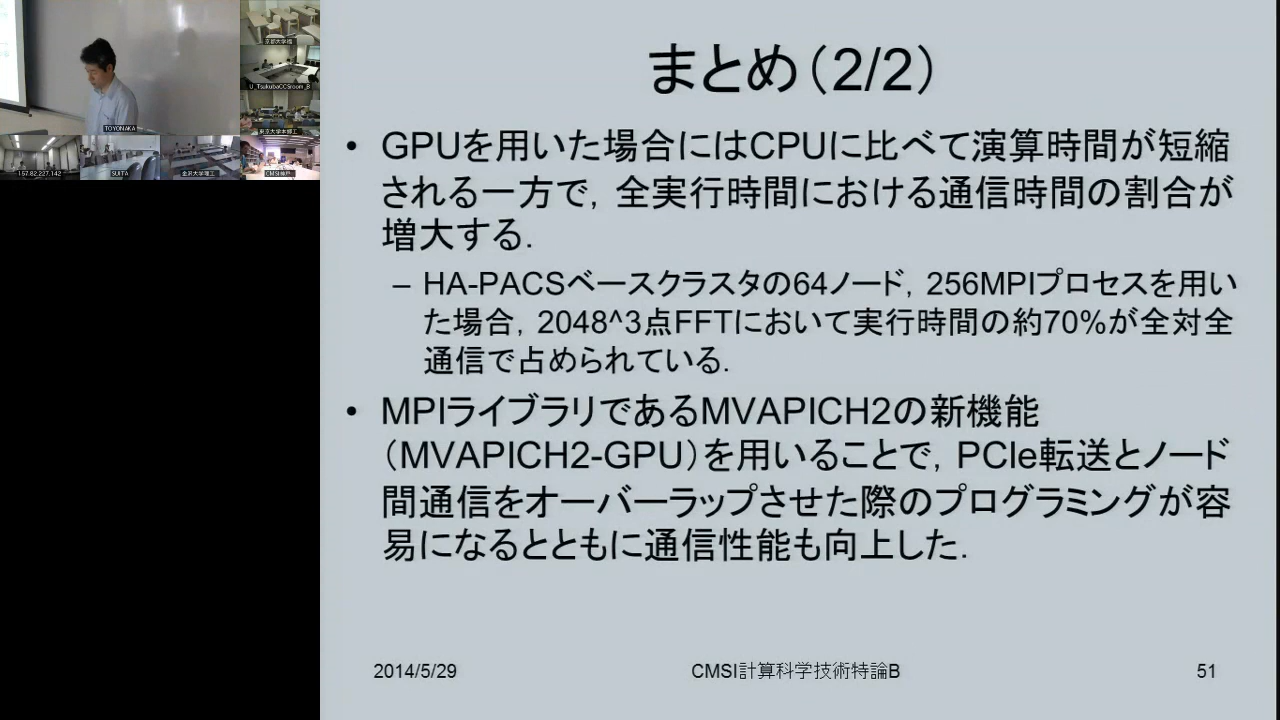 まとめ(2/2)
• GPUを用いた場合にはCPUに比べて演算時間が短縮
される一方で，全実行時間における通信時間の割合が
増大する．
– HA-PACSベースクラスタの64ノード，256MPIプロセスを用い
た場合，2048^3点FFTにおいて実行時間の約70%が全対全
通信で占められている．
• MPIライブラリであるMVAPICH2の新機能
（MVAPICH2-GPU）を用いることで，PCIe転送とノード
間通信をオーバーラップさせた際のプログラミングが容
易になるとともに通信性能も向上した．
2014/5/29
CMSI計算科学技術特論B
51
TOYONAKA
U_TsukubaCCSroom_B
東京大学本郷工
157.82.227.142
SUITA
金沢大学理工
CMSI神戸